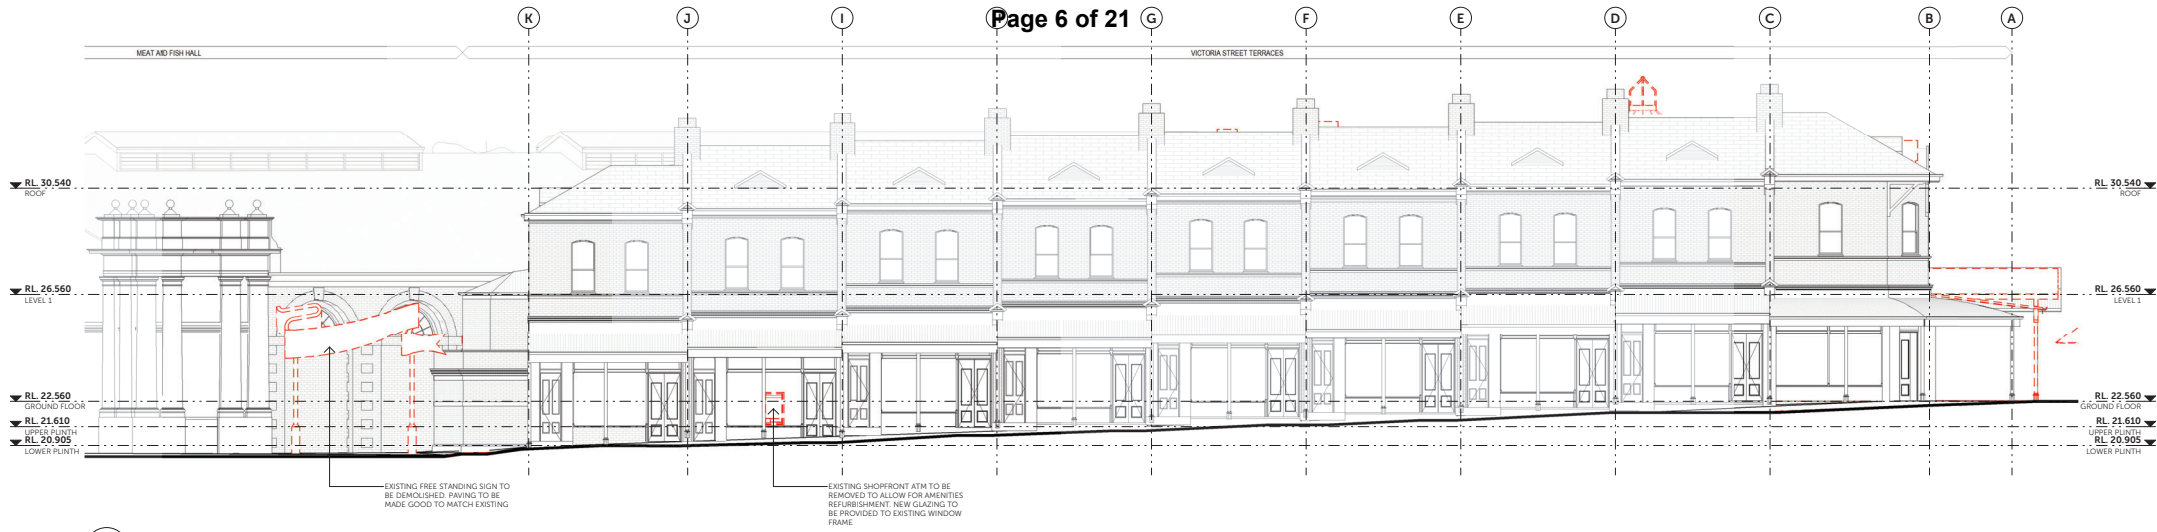 Page 6 of 21
K J I G F E D C B A
MEAT AND FISH HALL
VICTORIA STREET TERRACES
RL. 30.540
ROOF
RL. 30.540
ROOF
RL. 26.560
LEVEL 1
RL. 26.560
LEVEL 1
RL. 22.560
GROUND FLOOR
RL. 22.560
GROUND FLOOR
RL. 21.610
UPPER PLINTH
RL. 21.610
UPPER PLINTH
RL. 20.905
LOWER PLINTH
RL. 20.905
LOWER PLINTH
EXISTING FREE STANDING SIGN TO
BE DEMOLISHED. PAVING TO BE
MADE GOOD TO MATCH EXISTING
EXISTING SHOPFRONT ATM TO BE
REMOVED TO ALLOW FOR AMENITIES
REFURBISHMENT. NEW GLAZING TO
BE PROVIDED TO EXISTING WINDOW
FRAME